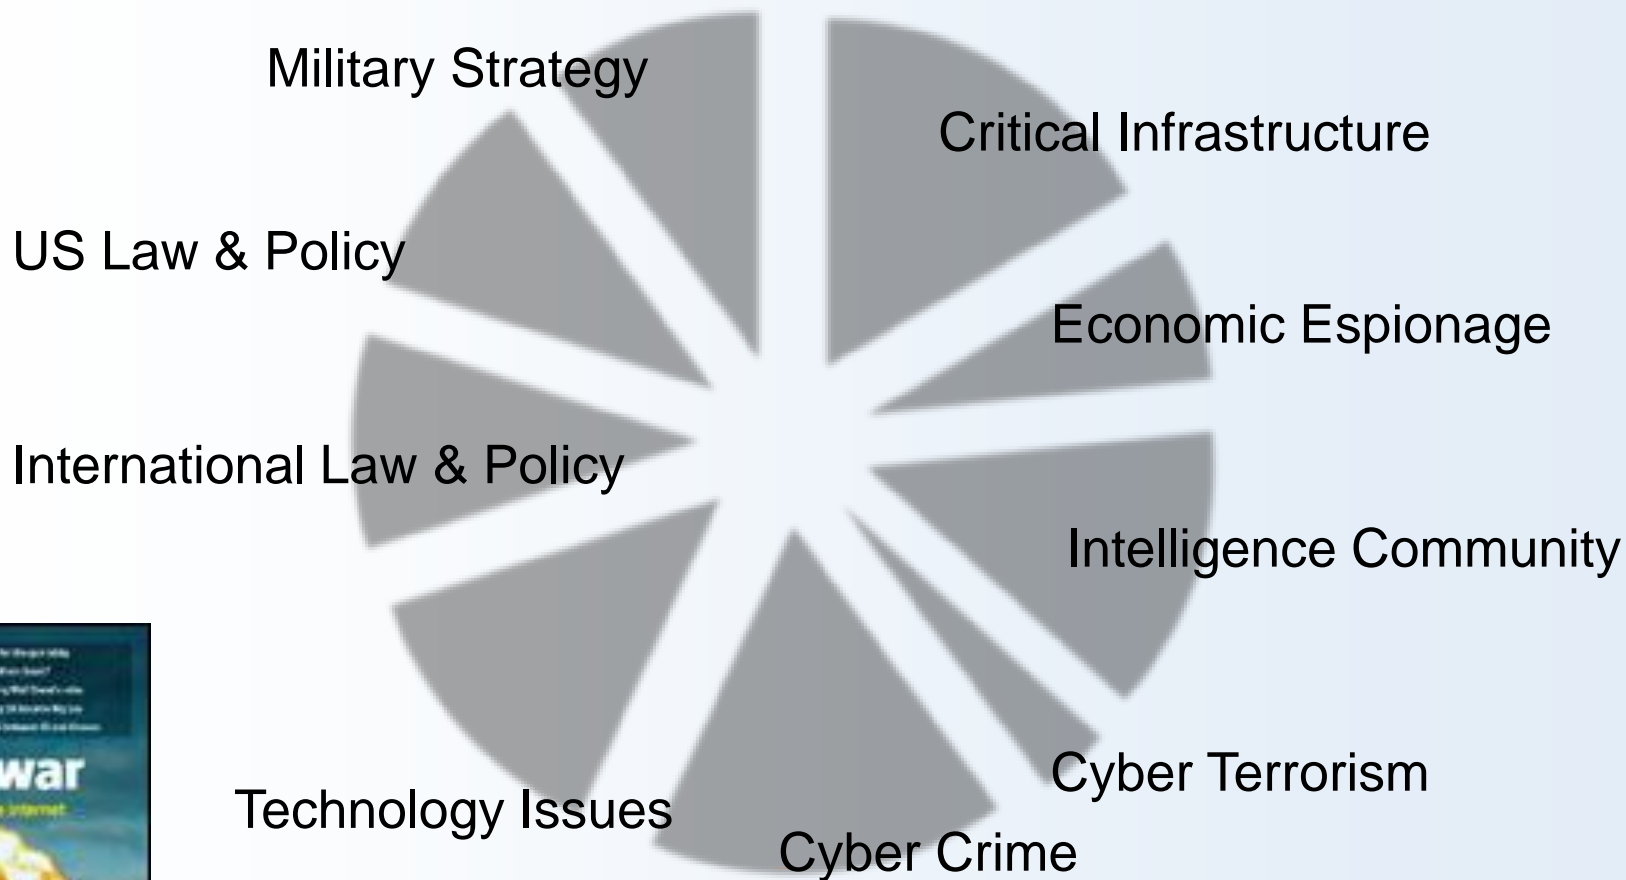 Military Strategy
Critical Infrastructure
US Law & Policy
Economic Espionage
International Law & Policy
Intelligence Community
war
internet
Cyber Terrorism
Technology Issues
Cyber Crime